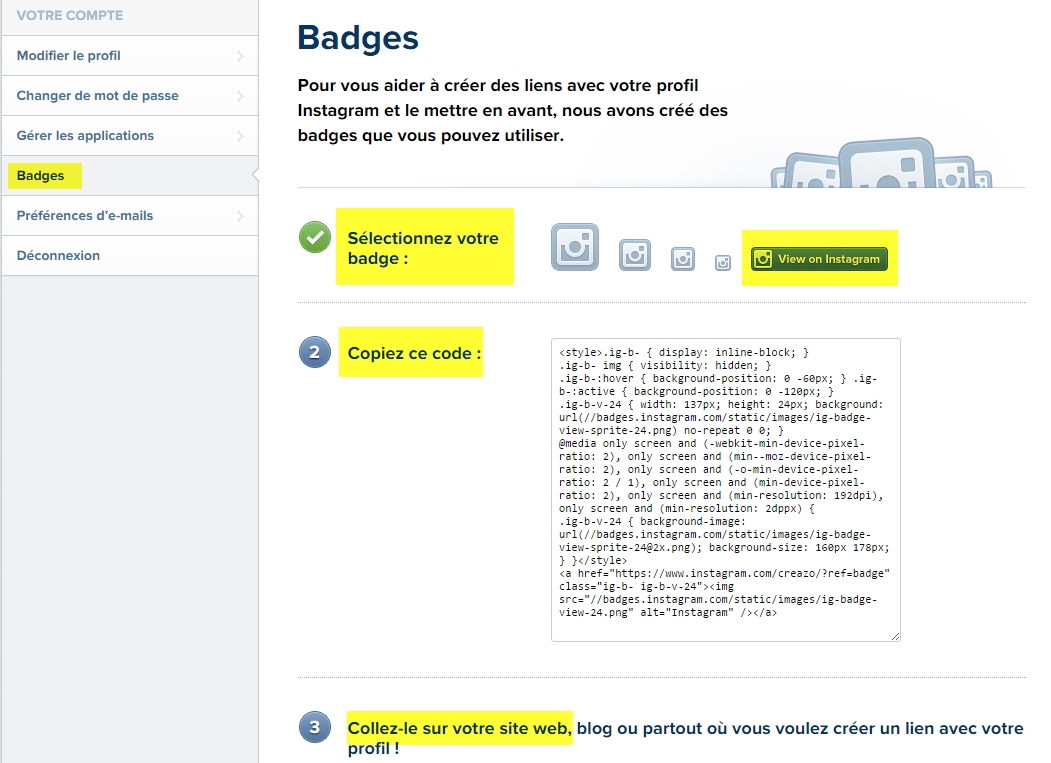 VOTRE COMPTE
Modifier le profil
Changer de mot de passe
Gérer les applications
Badges
Préférences d'e-mails
Déconnexion
Badges
Pour vous aider à créer des liens avec votre profil
Instagram et le mettre en avant, nous avons créé des
badges que vous pouvez utiliser.
Sélectionnez votre
badge :
View on Instagram
2
Copiez ce code :
<style>.ig-b- { display: inline-block; }
.ig-b- img { visibility: hidden; }
.ig-b-:hover { background-position: 0 -60px; } .ig-
b-:active { background-position: 0 -120px; }
.ig-b-v-24 { width: 137px; height: 24px; background:
url(//badges.instagram.com/static/images/ig-badge-
view-sprite-24.png) no-repeat 0 0; }
@media only screen and (-webkit-min-device-pixel-
ratio: 2), only screen and (min--moz-device-pixel-
ratio: 2), only screen and (-o-min-device-pixel-
ratio: 2 / 1), only screen and (min-device-pixel-
ratio: 2), only screen and (min-resolution: 192dpi),
only screen and (min-resolution: 2dppx) {
.ig-b-v-24 { background-image:
url(//badges.instagram.com/static/images/ig-badge-
view-sprite-24@2x.png); background-size: 160px 178px;
} }</style>
<a href="https://www.instagram.com/creazo/?ref=badge"
class="ig-b- ig-b-v-24"><img
src="//badges.instagram.com/static/images/ig-badge-
view-24.png" alt="Instagram" /></a>
3
Collez-le sur votre site web, blog ou partout où vous voulez créer un lien avec votre
profil !